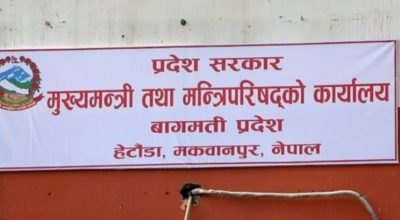 प्रदेश सरकार
मुख्यमन्त्री तथा मन्त्रिपरिषद्को कार्यालय
बागमती प्रदेश
हेटौंडा, मकवानपुर, नेपाल